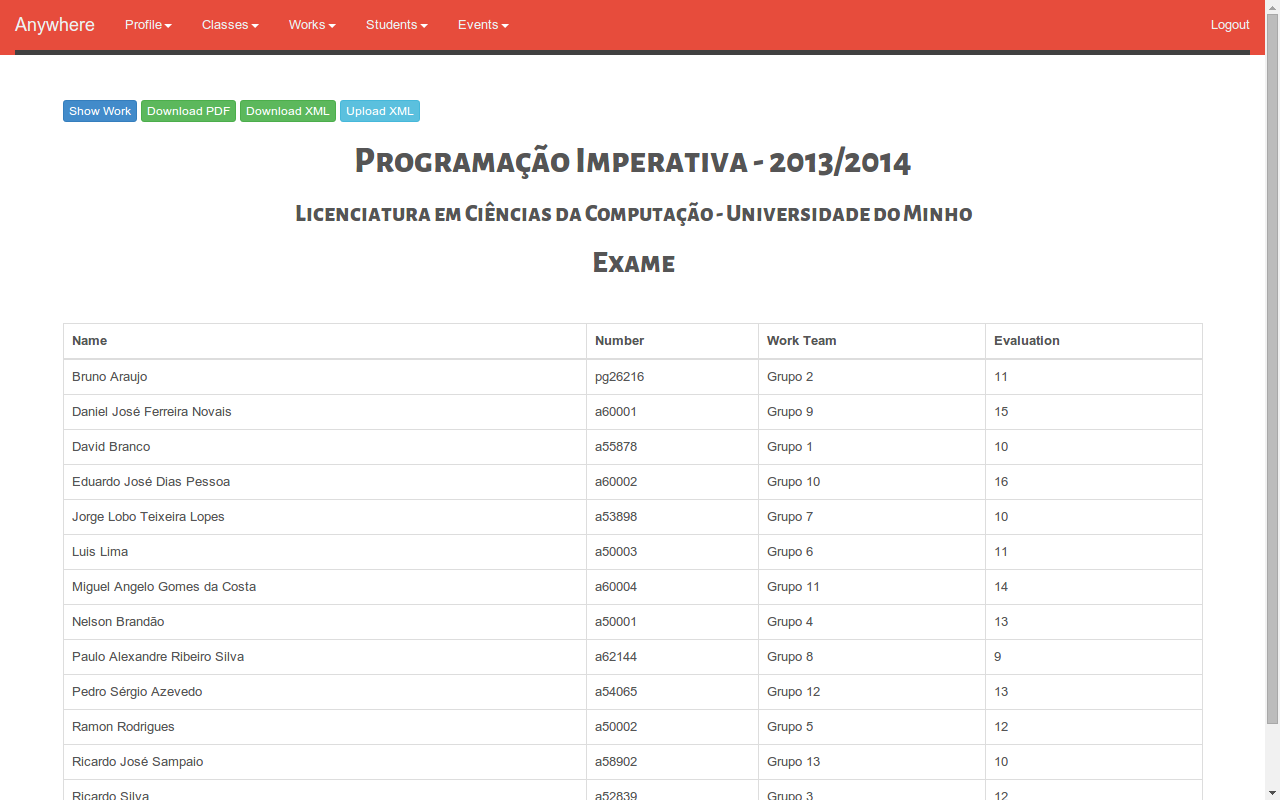 Anywhere Profile Classes Works Students Events Logout
Show Work Download PDF Download XML Upload XML
Programação Imperativa - 2013/2014
Licenciatura em Ciências da Computação - Universidade do Minho
Exame
Name Number Work Team Evaluation
Bruno Araujo pg26216 Grupo 2 11
Daniel José Ferreira Novais a60001 Grupo 9 15
David Branco a55878 Grupo 1 10
Eduardo José Dias Pessoa a60002 Grupo 10 16
Jorge Lobo Teixeira Lopes a53898 Grupo 7 10
Luis Lima a50003 Grupo 6 11
Miguel Angelo Gomes da Costa a60004 Grupo 11 14
Nelson Brandão a50001 Grupo 4 13
Paulo Alexandre Ribeiro Silva a62144 Grupo 8 9
Pedro Sérgio Azevedo a54065 Grupo 12 13
Ramon Rodrigues a50002 Grupo 5 12
Ricardo José Sampaio a58902 Grupo 13 10
Ricardo Silva a52839 Grupo 3 12